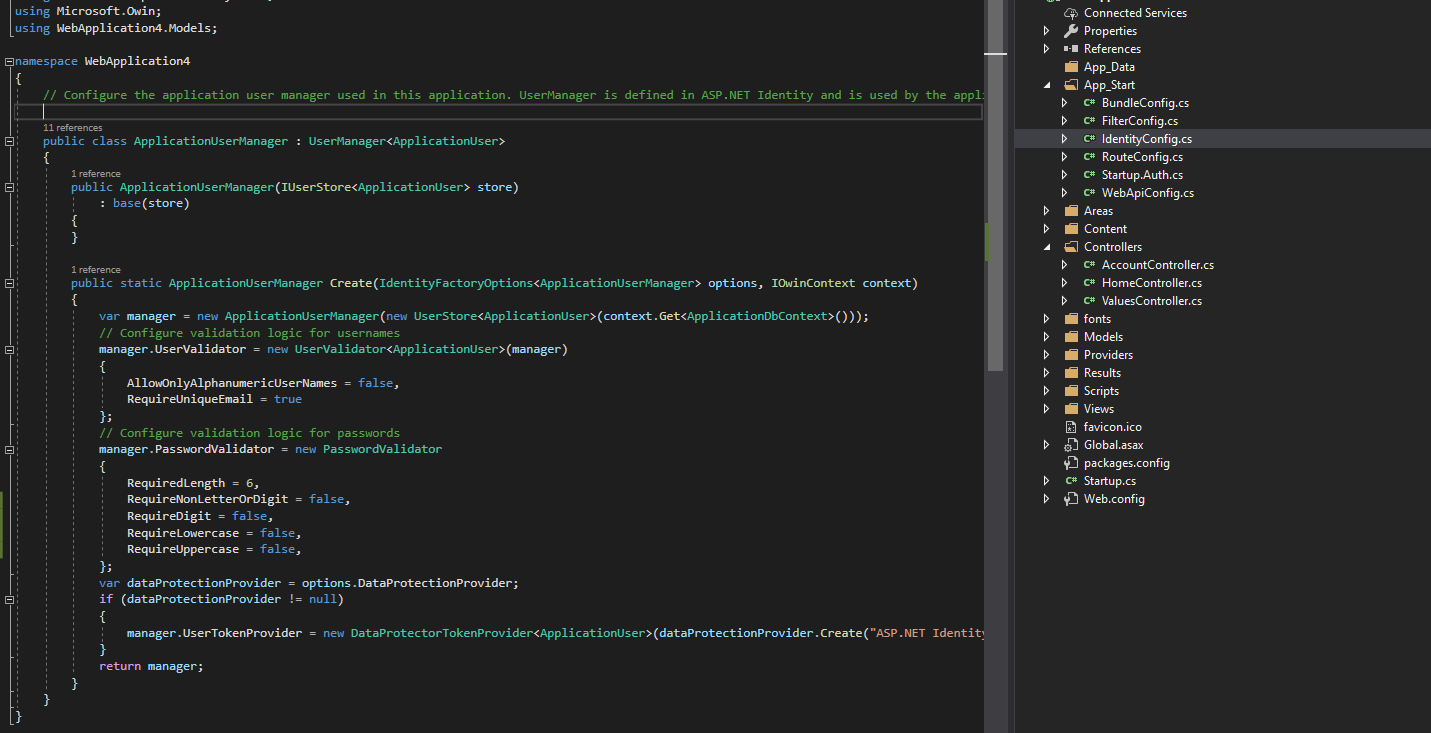 using Microsoft.Owin;
using WebApplication4.Models;
namespace WebApplication4
{
// Configure the application user manager used in this application. UserManager is defined in ASP.NET Identity and is used by the appli
11 references
public class ApplicationUserManager : UserManager<ApplicationUser>
{
1 reference
public ApplicationUserManager(IUserStore<ApplicationUser> store)
: base(store)
{
}
1 reference
public static ApplicationUserManager Create(IdentityFactoryOptions<ApplicationUserManager> options, IOwinContext context)
{
var manager = new ApplicationUserManager(new UserStore<ApplicationUser>(context.Get<ApplicationDbContext>()));
// Configure validation logic for usernames
manager.UserValidator = new UserValidator<ApplicationUser>(manager)
{
AllowOnlyAlphanumericUserNames = false,
RequireUniqueEmail = true
};
// Configure validation logic for passwords
manager.PasswordValidator = new PasswordValidator
{
RequiredLength = 6,
RequireNonLetterOrDigit = false,
RequireDigit = false,
RequireLowercase = false,
RequireUppercase = false,
};
var dataProtectionProvider = options.DataProtectionProvider;
if (dataProtectionProvider != null)
{
manager.UserTokenProvider = new DataProtectorTokenProvider<ApplicationUser>(dataProtectionProvider.Create("ASP.NET Identity
}
return manager;
}
}
}
Connected Services
Properties
References
App_Data
App_Start
C# BundleConfig.cs
C# FilterConfig.cs
C# IdentityConfig.cs
C# RouteConfig.cs
C# Startup.Auth.cs
C# WebApiConfig.cs
Areas
Content
Controllers
C# AccountController.cs
C# HomeController.cs
C# ValuesController.cs
fonts
Models
Providers
Results
Scripts
Views
favicon.ico
Global.asax
packages.config
C# Startup.cs
Web.config